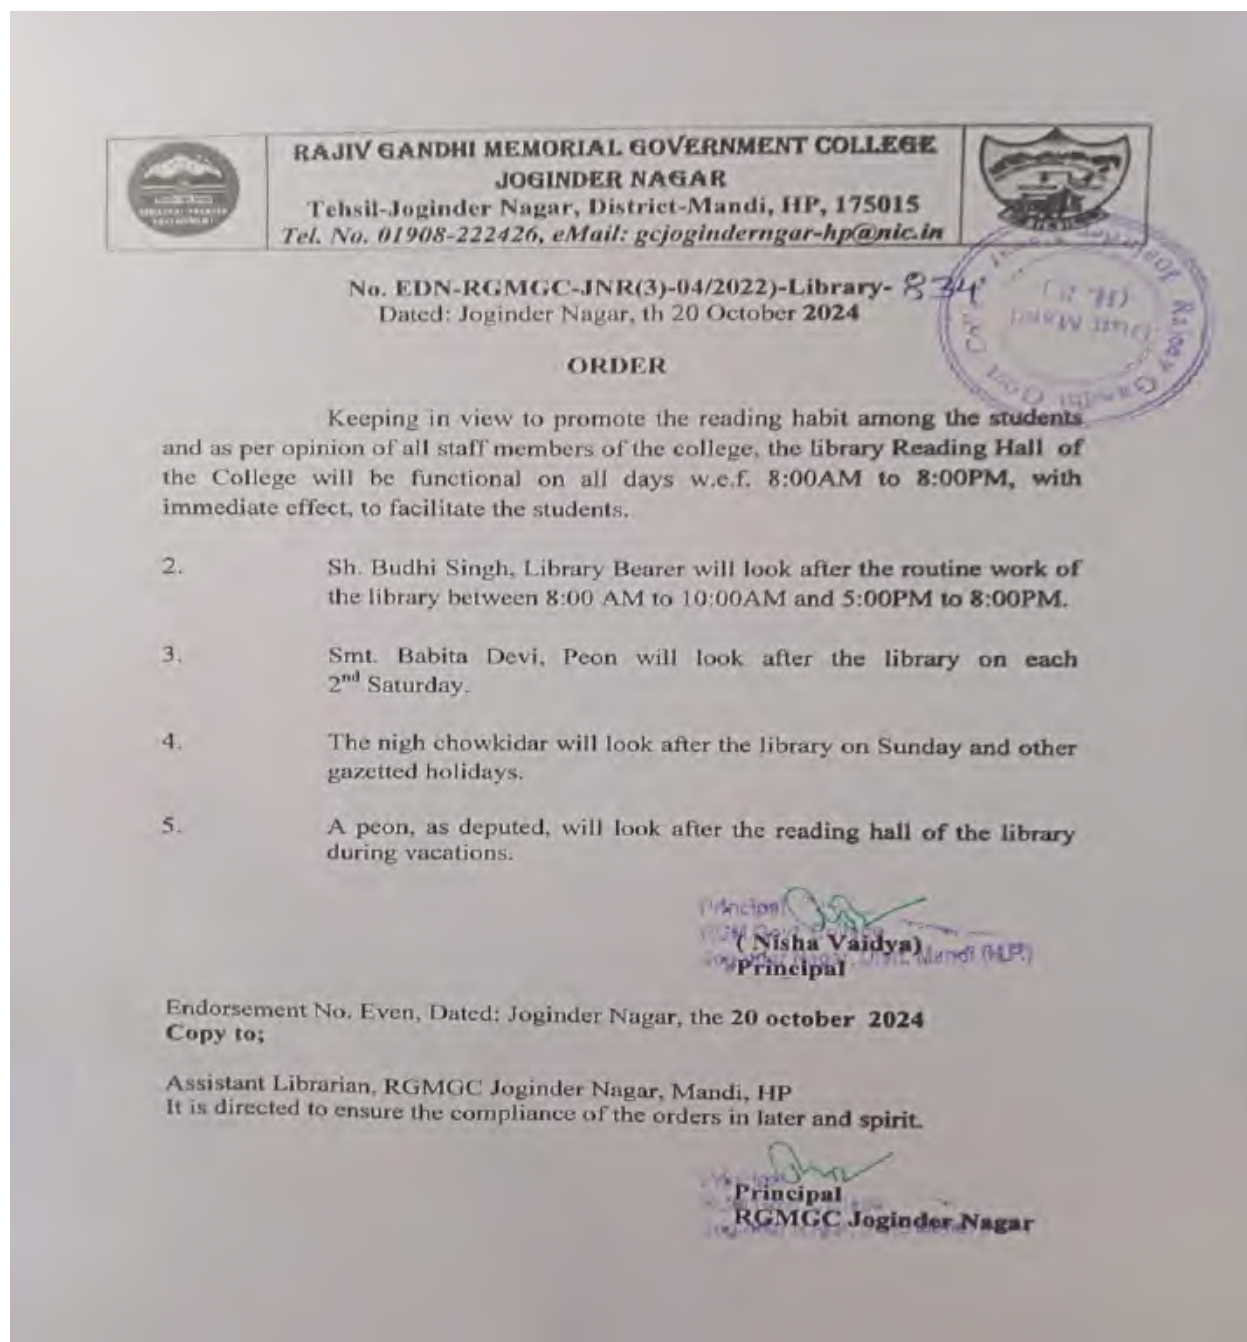 RAJIV GANDHI MEMORIAL GOVERNMENT COLLEGE
JOGINDER NAGAR
Tehsil-Joginder Nagar, District-Mandi, HP, 175015
Tel. No. 01908-222426, eMail: gcjoginderngar-hp@nic.in
No. EDN-RGMGC-JNR(3)-04/2022)-Library- 834
Dated: Joginder Nagar, th 20 October 2024
ORDER
Keeping in view to promote the reading habit among the students
and as per opinion of all staff members of the college, the library Reading Hall of
the College will be functional on all days w.e.f. 8:00AM to 8:00PM, with
immediate effect, to facilitate the students.
2. Sh. Budhi Singh, Library Bearer will look after the routine work of
the library between 8:00 AM to 10:00AM and 5:00PM to 8:00PM.
3. Smt. Babita Devi, Peon will look after the library on each
2nd Saturday.
4. The nigh chowkidar will look after the library on Sunday and other
gazetted holidays.
5. A peon, as deputed, will look after the reading hall of the library
during vacations.
Principal
( Nisha Vaidya)
Mandi (H.P.)
Principal
Endorsement No. Even, Dated: Joginder Nagar, the 20 october 2024
Copy to;
Assistant Librarian, RGMGC Joginder Nagar, Mandi, HP
It is directed to ensure the compliance of the orders in later and spirit.
Principal
RGMGC Joginder Nagar